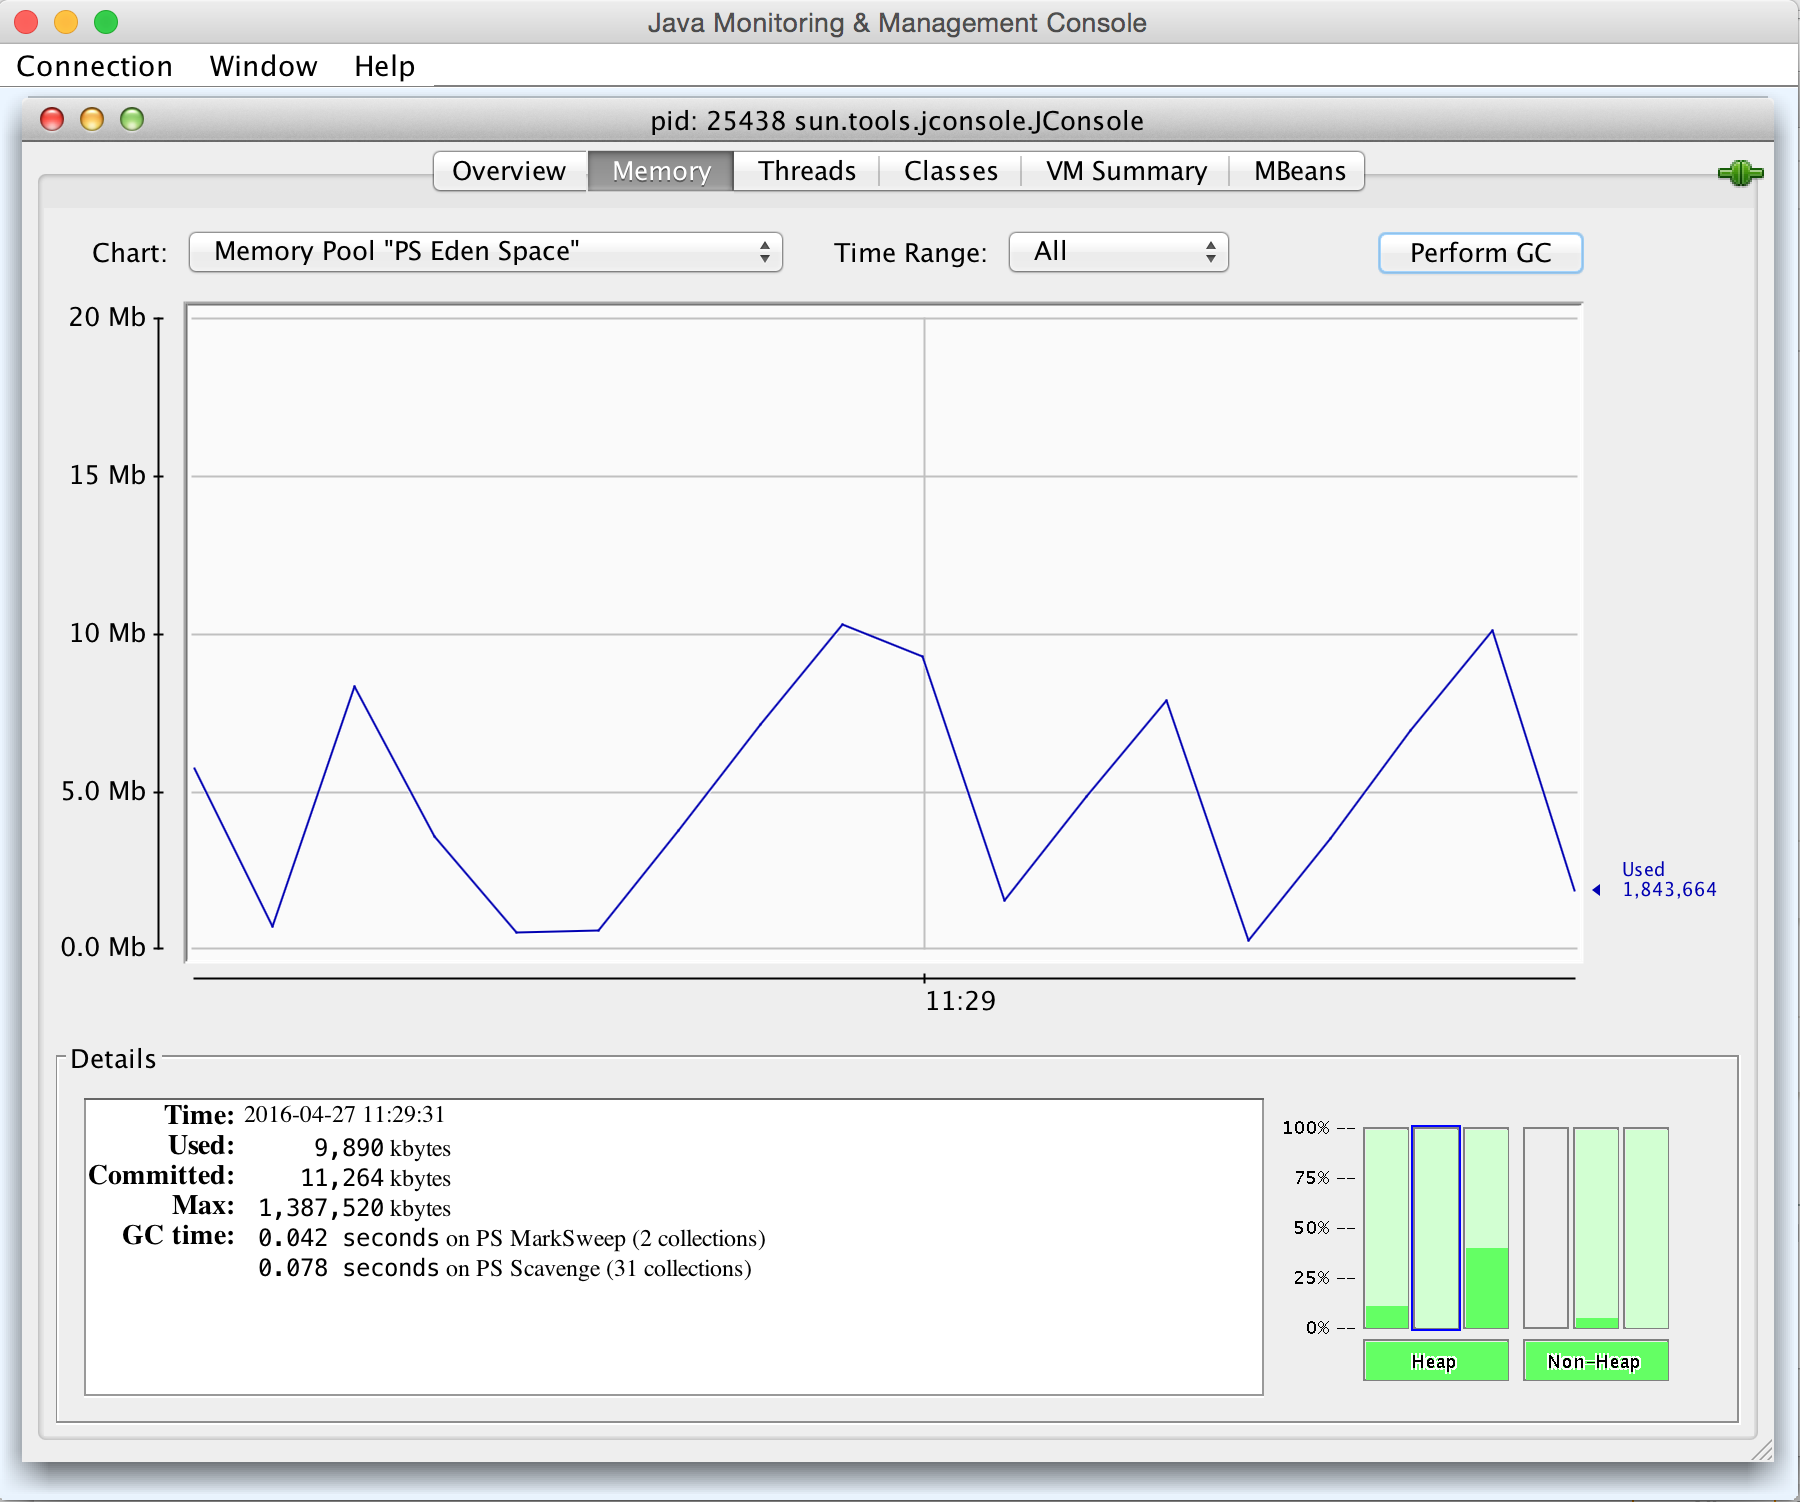 Java Monitoring & Management Console
Connection Window Help
pid: 25438 sun.tools.jconsole.JConsole
Overview Memory Threads Classes VM Summary MBeans
Chart: Memory Pool "PS Eden Space" Time Range: All Perform GC
20 Mb
15 Mb
10 Mb
5.0 Mb
0.0 Mb
Used
1,843,664
11:29
Details
Time: 2016-04-27 11:29:31
Used: 9,890 kbytes
Committed: 11,264 kbytes
Max: 1,387,520 kbytes
GC time: 0.042 seconds on PS MarkSweep (2 collections)
0.078 seconds on PS Scavenge (31 collections)
100% --
75% --
50% --
25% --
0% --
Heap Non-Heap